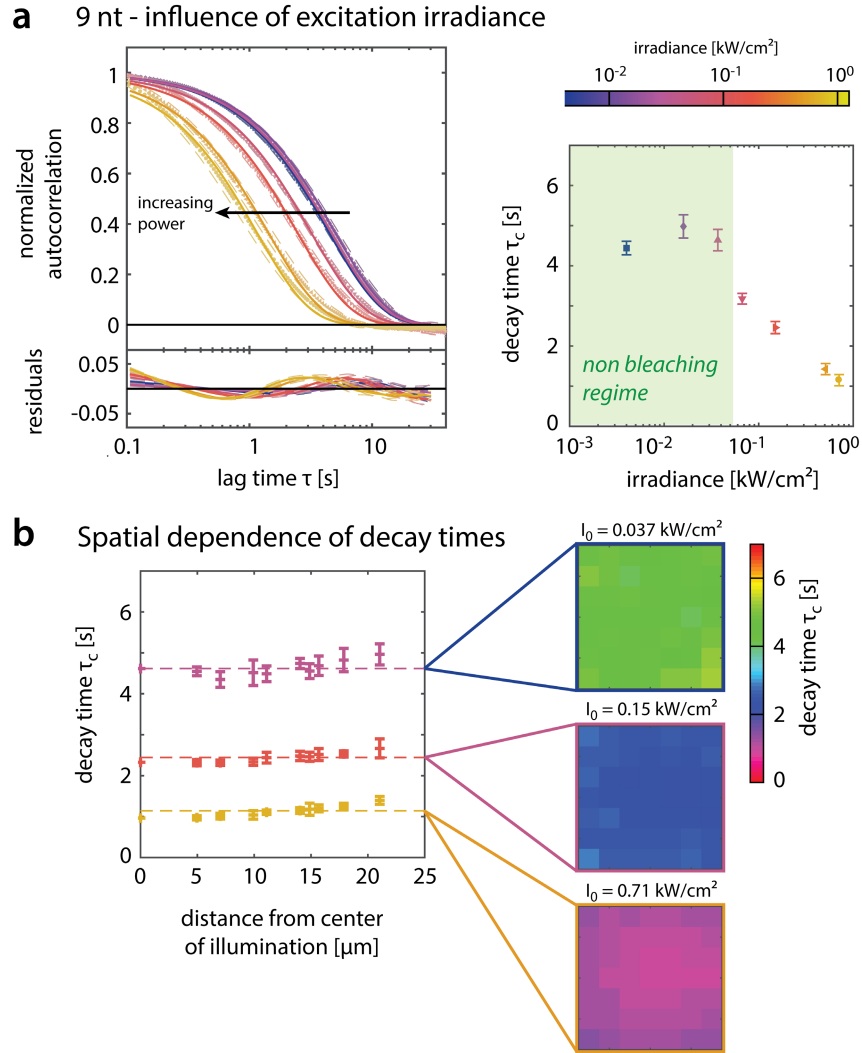 a 9 nt - influence of excitation irradiance
normalized
autocorrelation
1
0.8
0.6
0.4
0.2
0
increasing
power
residuals
0.05
-0.05
0.1
1
10
lag time τ [s]
irradiance [kW/cm²]
10⁻²
10⁻¹
10⁰
decay time τc [s]
6
4
2
0
non bleaching
regime
10⁻³
10⁻²
10⁻¹
10⁰
irradiance [kW/cm²]
b Spatial dependence of decay times
decay time τc [s]
6
4
2
0
0
5
10
15
20
25
distance from center
of illumination [μm]
I₀ = 0.037 kW/cm²
I₀ = 0.15 kW/cm²
I₀ = 0.71 kW/cm²
6
4
2
0
decay time τc [s]